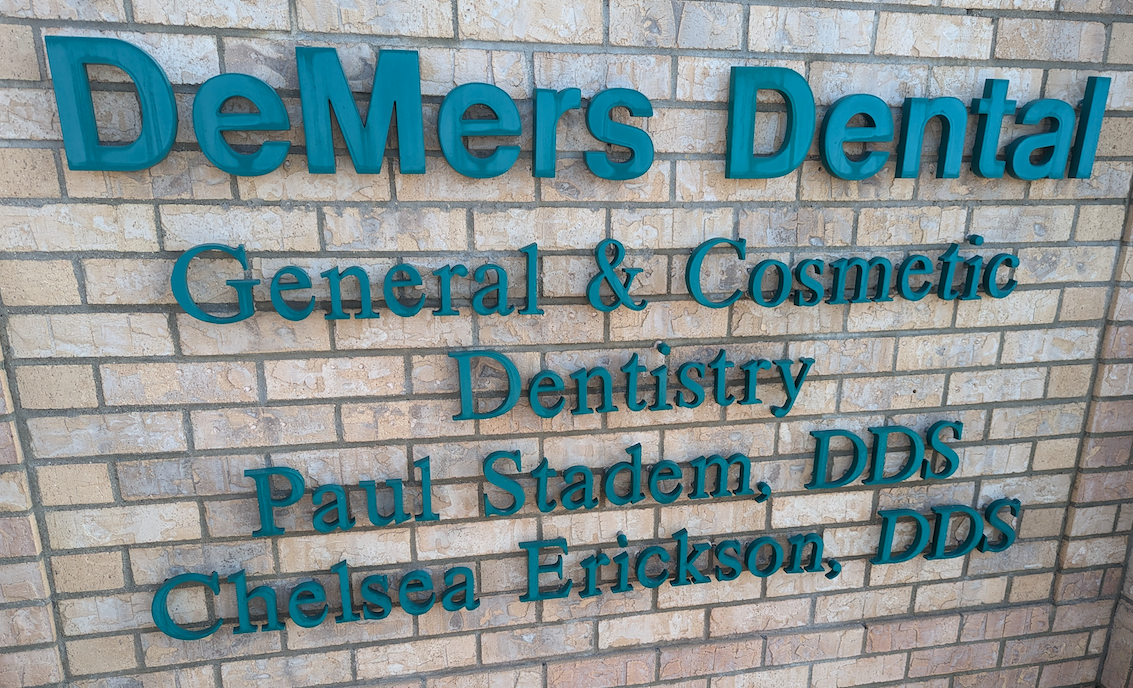 DeMers Dental
General & Cosmetic
Dentistry
Paul Stadem, DDS
Chelsea Erickson, DDS